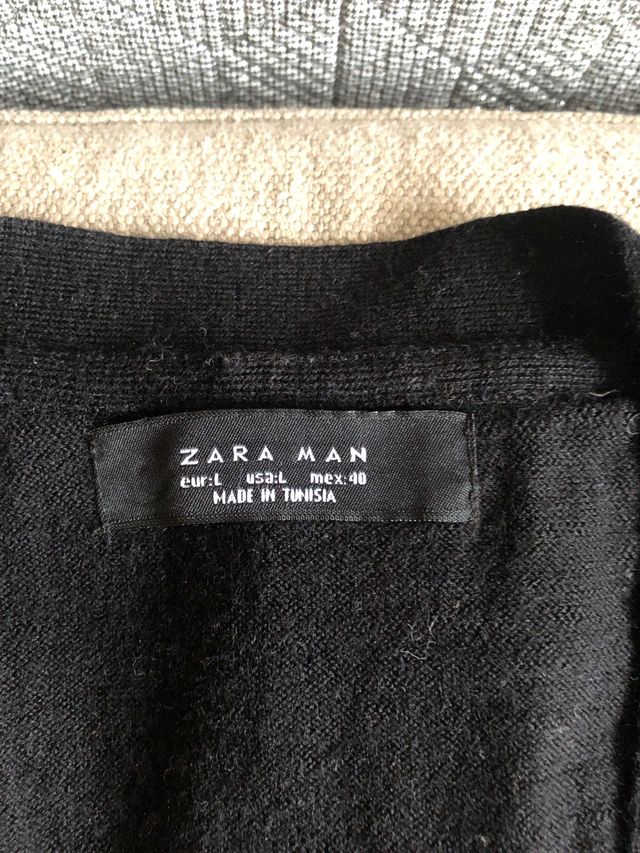 ZARA MAN
eur:L usa:L mex:40
MADE IN TUNISIA